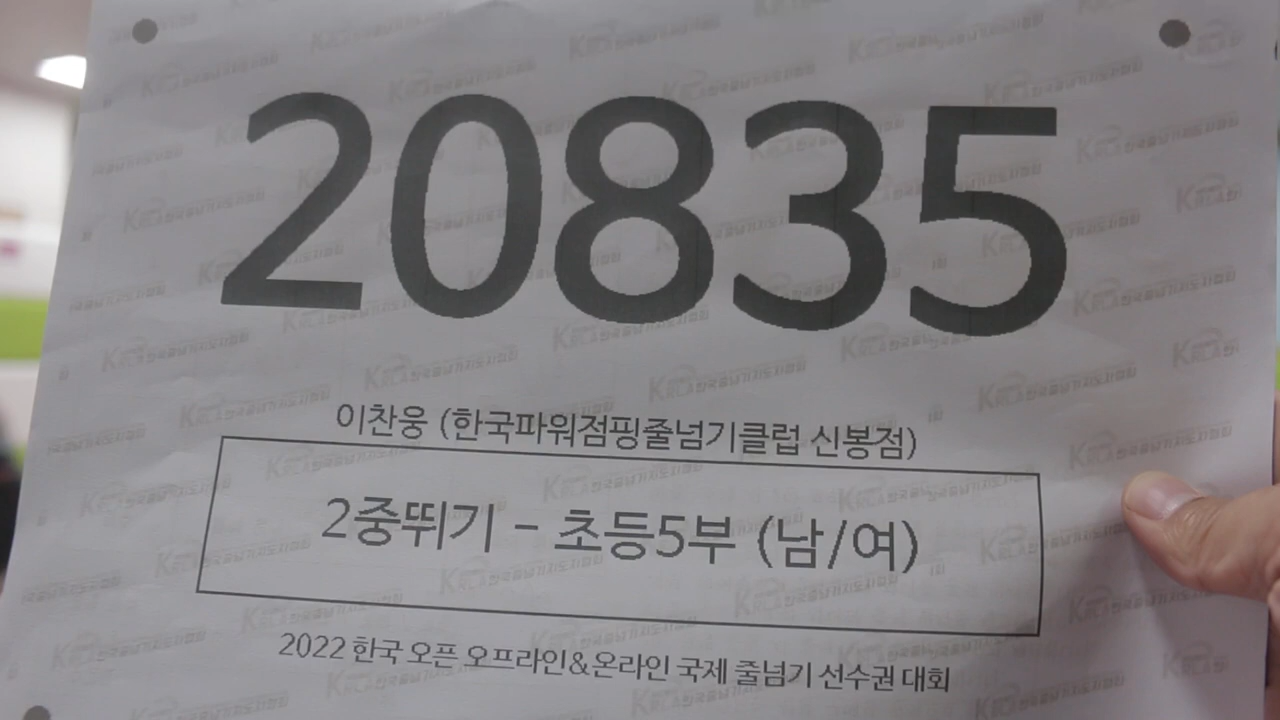 20835
이찬웅 (한국파워점핑줄넘기클럽 신봉점)
2중뛰기 - 초등5부 (남/여)
2022 한국 오픈 오프라인&온라인 국제 줄넘기 선수권 대회